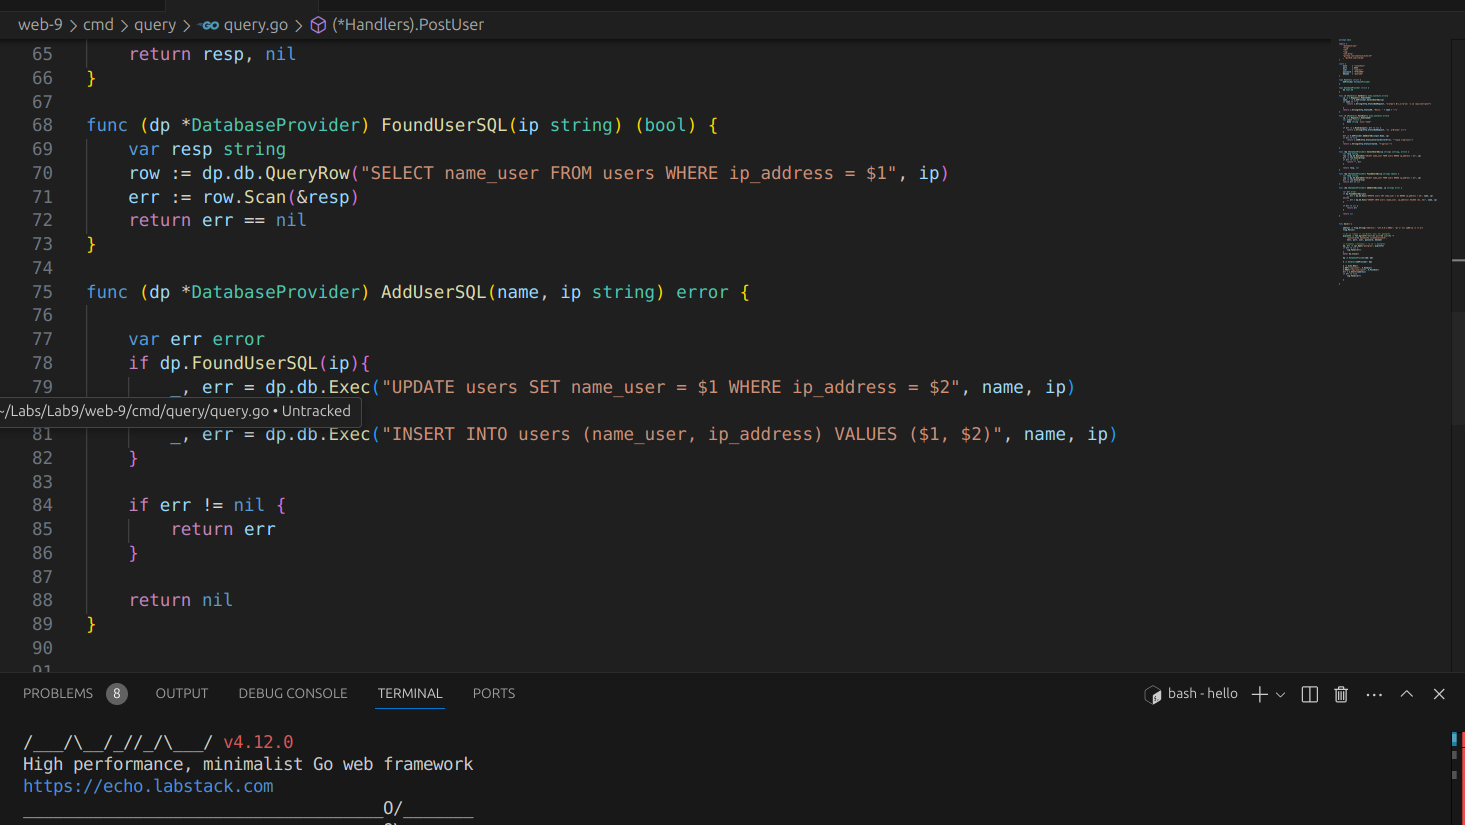 web-9 > cmd > query > GO query.go > (*Handlers).PostUser
65 return resp, nil
66 }
67
68 func (dp *DatabaseProvider) FoundUserSQL(ip string) (bool) {
69 var resp string
70 row := dp.db.QueryRow("SELECT name_user FROM users WHERE ip_address = $1", ip)
71 err := row.Scan(&resp)
72 return err == nil
73 }
74
75 func (dp *DatabaseProvider) AddUserSQL(name, ip string) error {
76
77 var err error
78 if dp.FoundUserSQL(ip){
79 _, err = dp.db.Exec("UPDATE users SET name_user = $1 WHERE ip_address = $2", name, ip)
~/Labs/Lab9/web-9/cmd/query/query.go • Untracked
81 _, err = dp.db.Exec("INSERT INTO users (name_user, ip_address) VALUES ($1, $2)", name, ip)
82 }
83
84 if err != nil {
85 return err
86 }
87
88 return nil
89 }
90
91
PROBLEMS 8 OUTPUT DEBUG CONSOLE TERMINAL PORTS bash - hello
/___/\__/_//_/\___/ v4.12.0
High performance, minimalist Go web framework
https://echo.labstack.com
____________________________________O/_______